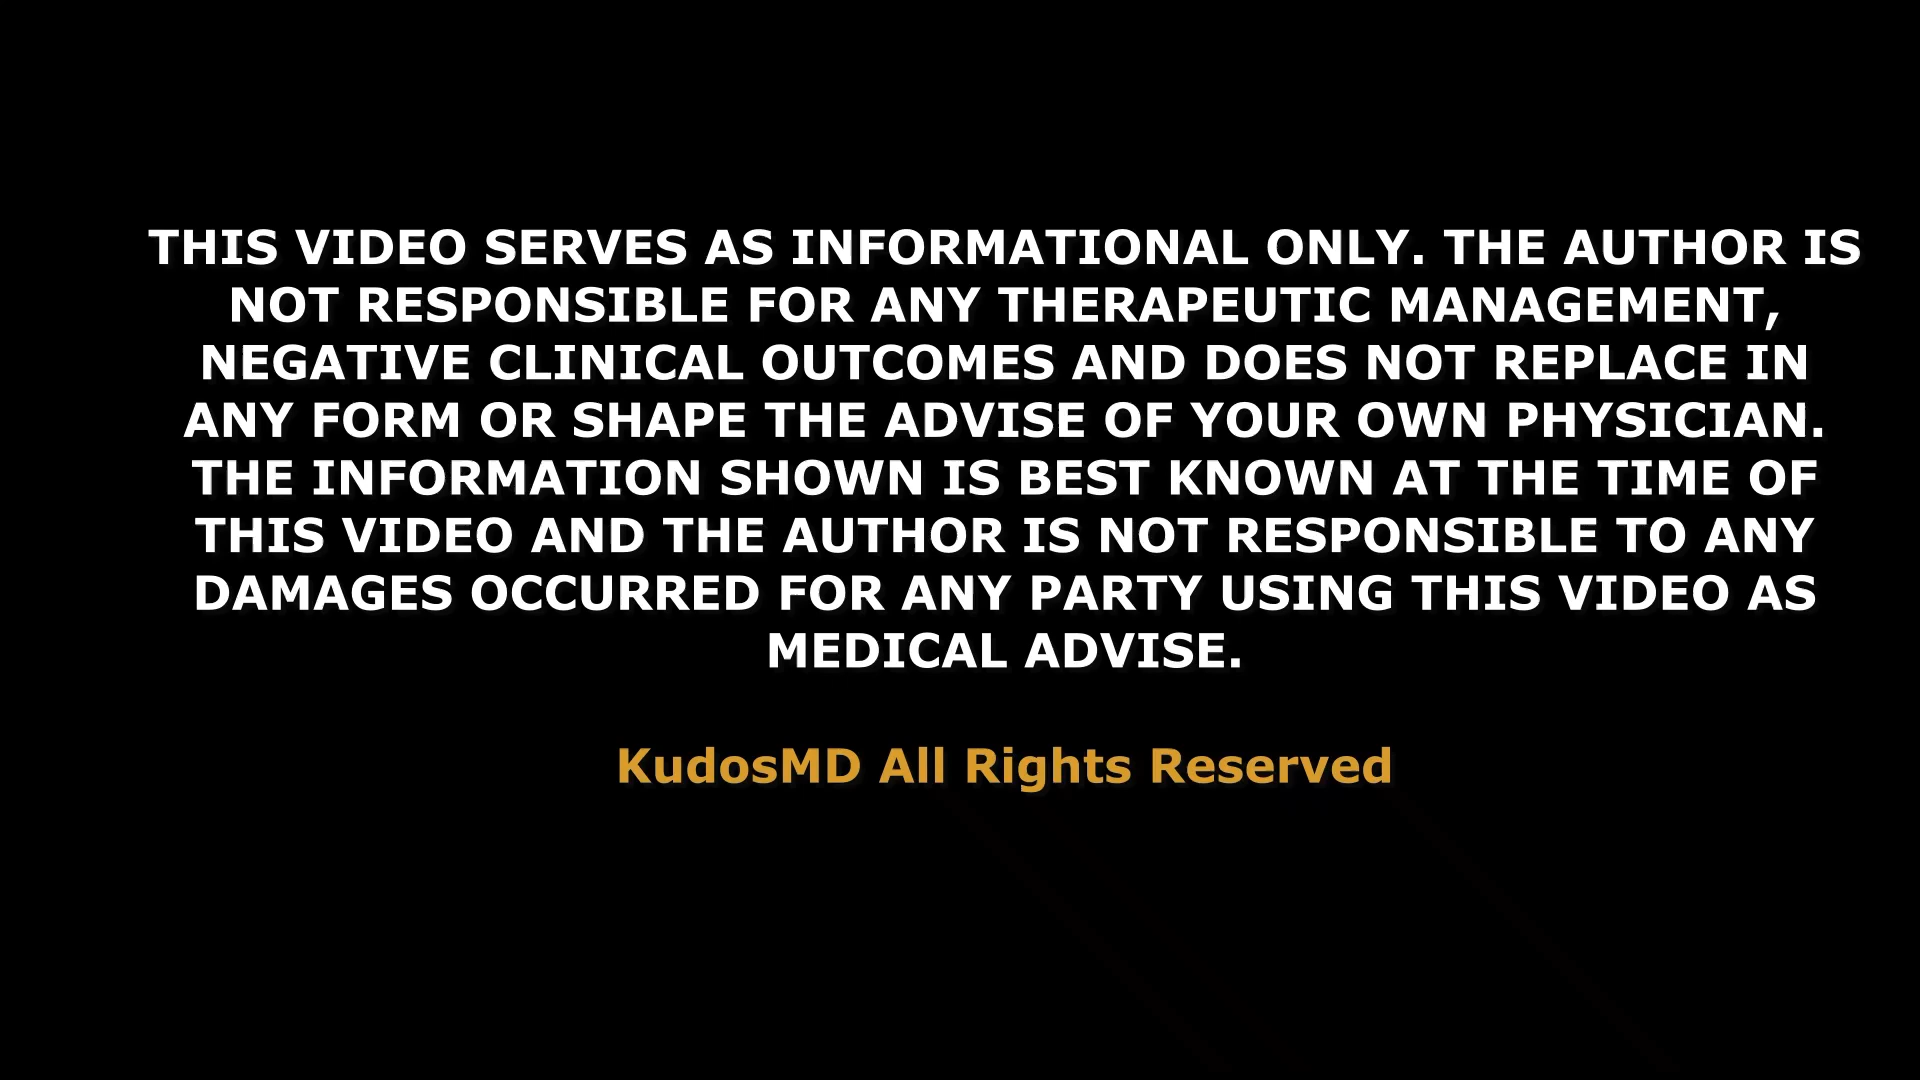 THIS VIDEO SERVES AS INFORMATIONAL ONLY. THE AUTHOR IS
NOT RESPONSIBLE FOR ANY THERAPEUTIC MANAGEMENT,
NEGATIVE CLINICAL OUTCOMES AND DOES NOT REPLACE IN
ANY FORM OR SHAPE THE ADVISE OF YOUR OWN PHYSICIAN.
THE INFORMATION SHOWN IS BEST KNOWN AT THE TIME OF
THIS VIDEO AND THE AUTHOR IS NOT RESPONSIBLE TO ANY
DAMAGES OCCURRED FOR ANY PARTY USING THIS VIDEO AS
MEDICAL ADVISE.
KudosMD All Rights Reserved